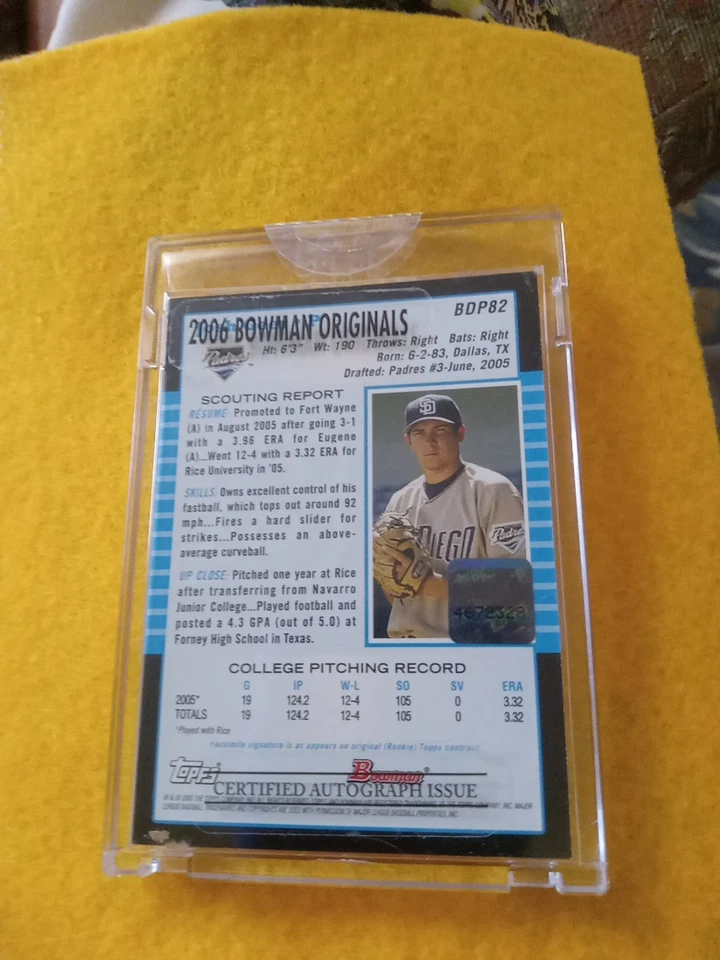 BDP82
2006 BOWMAN ORIGINALS
Padres
Ht: 6'3" Wt: 190 Throws: Right Bats: Right
Born: 6-2-83, Dallas, TX
Drafted: Padres #3-June, 2005
SCOUTING REPORT
RÉSUMÉ: Promoted to Fort Wayne
(A) in August 2005 after going 3-1
with a 3.96 ERA for Eugene
(A)...Went 12-4 with a 3.32 ERA for
Rice University in '05.
SKILLS: Owns excellent control of his
fastball, which tops out around 92
mph...Fires a hard slider for
strikes...Possesses an above-
average curveball.
UP CLOSE: Pitched one year at Rice
after transferring from Navarro
Junior College...Played football and
posted a 4.3 GPA (out of 5.0) at
Forney High School in Texas.
SD
DIEGO
Padres
4672328
COLLEGE PITCHING RECORD
G IP W-L SO SV ERA
2005* 19 124.2 12-4 105 0 3.32
TOTALS 19 124.2 12-4 105 0 3.32
*Played with Rice
Facsimile signature is as appears on original (Rookie) Topps contract.
TOPPS Bowman
CERTIFIED AUTOGRAPH ISSUE